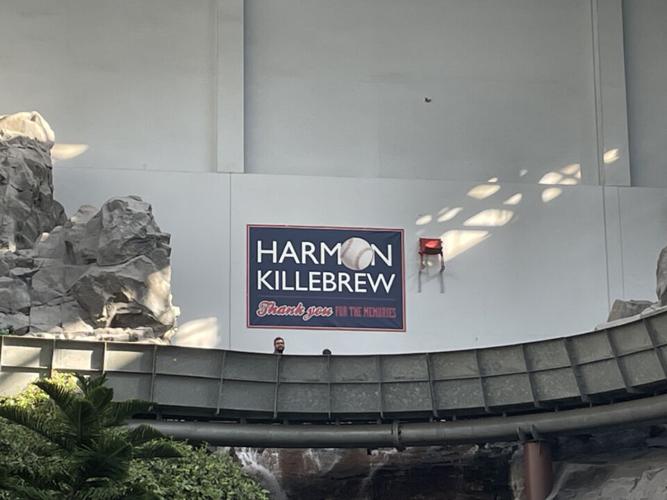 HARMON
KILLEBREW
Thank you FOR THE MEMORIES